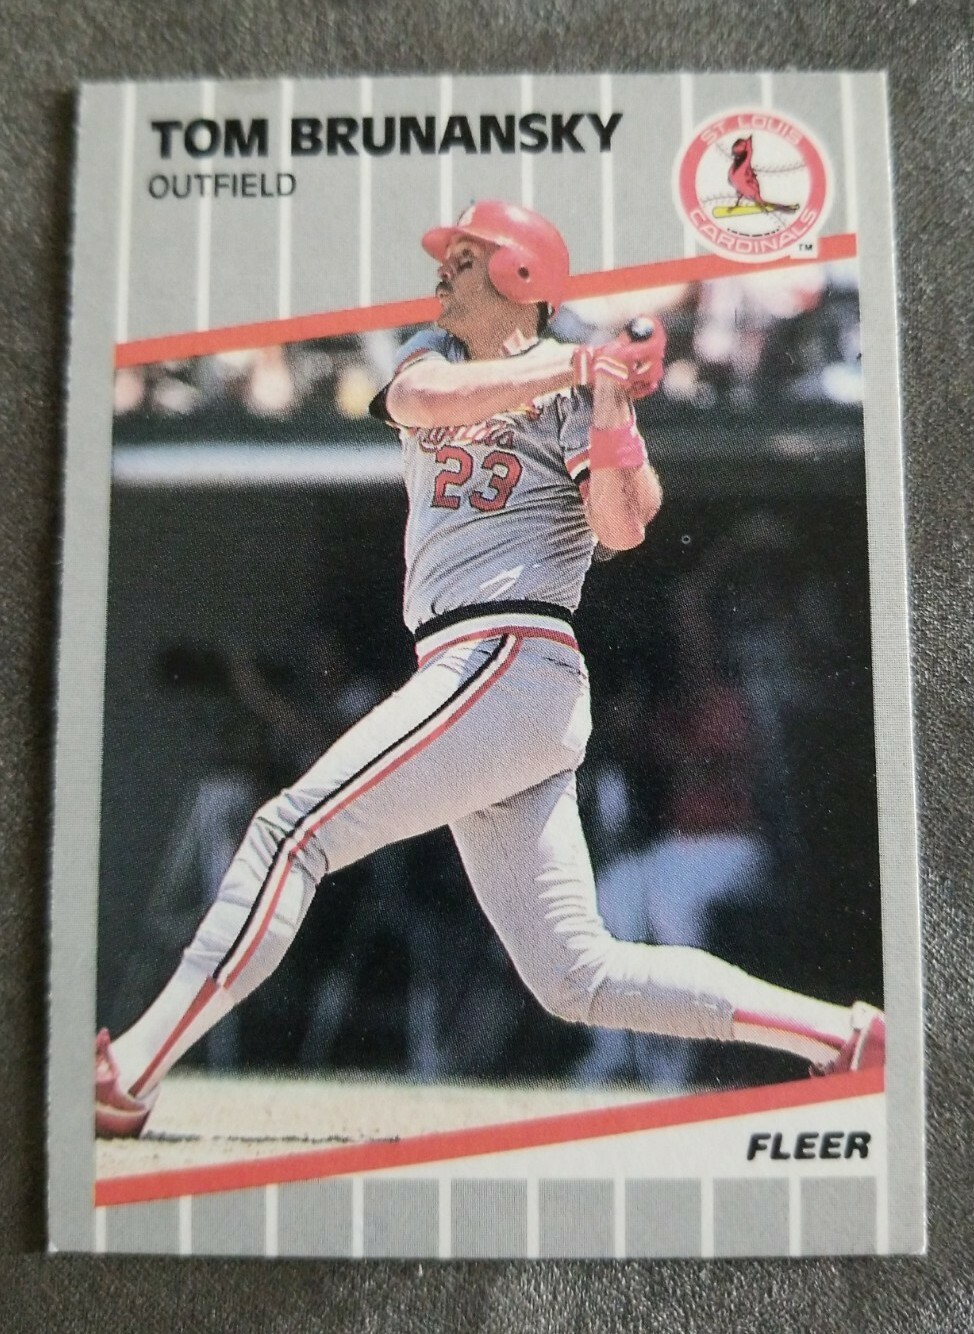 TOM BRUNANSKY
OUTFIELD
ST LOUIS
CARDINALS
TM
23
FLEER